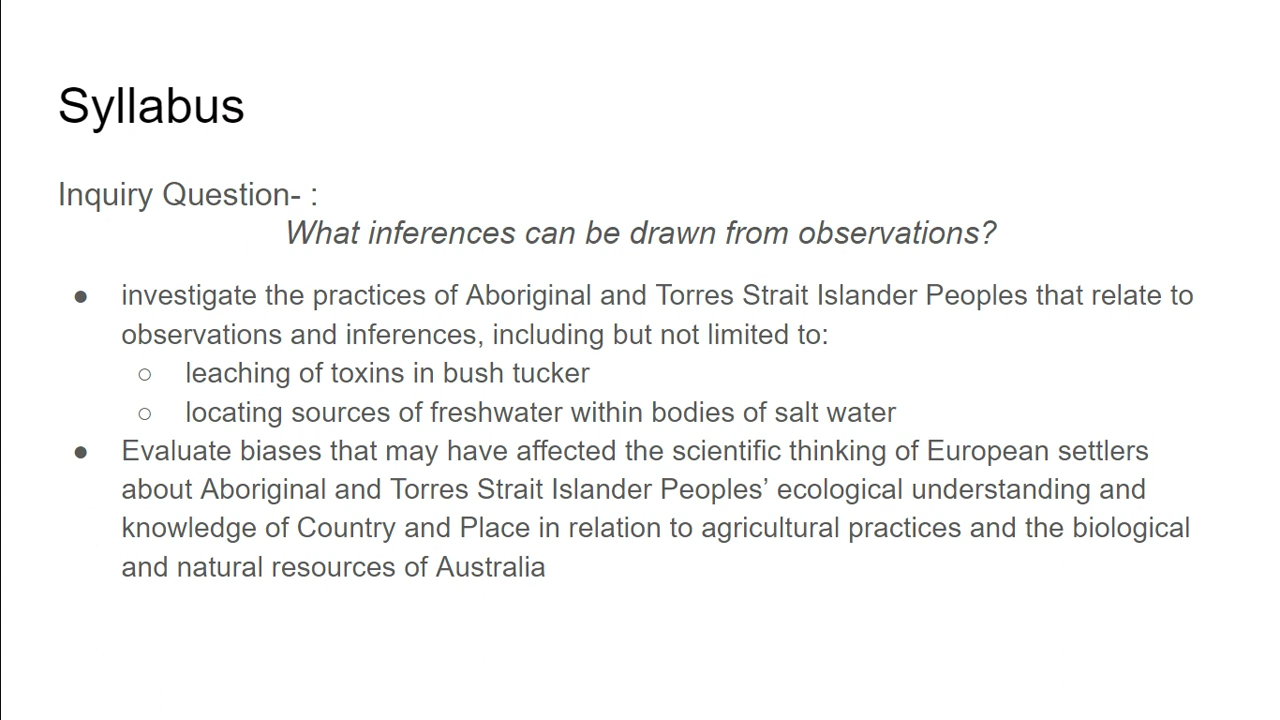 Syllabus
Inquiry Question- :
What inferences can be drawn from observations?
● investigate the practices of Aboriginal and Torres Strait Islander Peoples that relate to
observations and inferences, including but not limited to:
○ leaching of toxins in bush tucker
○ locating sources of freshwater within bodies of salt water
● Evaluate biases that may have affected the scientific thinking of European settlers
about Aboriginal and Torres Strait Islander Peoples’ ecological understanding and
knowledge of Country and Place in relation to agricultural practices and the biological
and natural resources of Australia